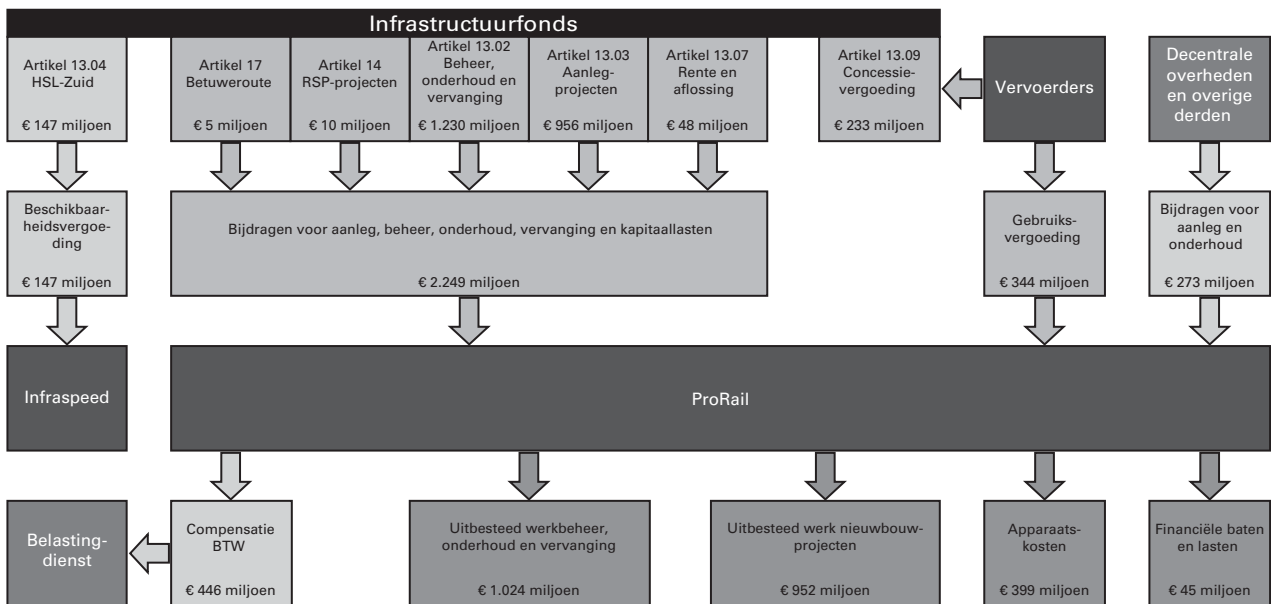 Infrastructuurfonds
Artikel 13.04
HSL-Zuid
€ 147 miljoen
Artikel 17
Betuweroute
€ 5 miljoen
Artikel 14
RSP-projecten
€ 10 miljoen
Artikel 13.02
Beheer,
onderhoud en
vervanging
€ 1.230 miljoen
Artikel 13.03
Aanleg-
projecten
€ 956 miljoen
Artikel 13.07
Rente en
aflossing
€ 48 miljoen
Artikel 13.09
Concessie-
vergoeding
€ 233 miljoen
Vervoerders
Decentrale
overheden
en overige
derden
Beschikbaar-
heidsvergoe-
ding
€ 147 miljoen
Bijdragen voor aanleg, beheer, onderhoud, vervanging en kapitaallasten
€ 2.249 miljoen
Gebruiks-
vergoeding
€ 344 miljoen
Bijdragen voor
aanleg en
onderhoud
€ 273 miljoen
Infraspeed
ProRail
Belasting-
dienst
Compensatie
BTW
€ 446 miljoen
Uitbesteed werkbeheer,
onderhoud en vervanging
€ 1.024 miljoen
Uitbesteed werk nieuwbouw-
projecten
€ 952 miljoen
Apparaats-
kosten
€ 399 miljoen
Financiële baten
en lasten
€ 45 miljoen